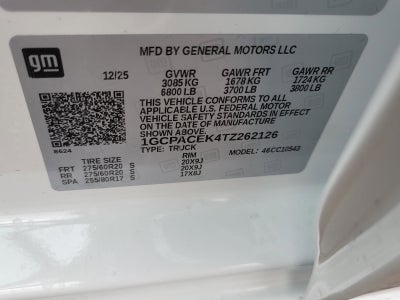 gm
MFD BY GENERAL MOTORS LLC
12/25 GVWR GAWR FRT GAWR RR
3085 KG 1678 KG 1724 KG
6800 LB 3700 LB 3800 LB
THIS VEHICLE CONFORMS TO ALL
APPLICABLE U.S. FEDERAL MOTOR
VEHICLE SAFETY STANDARDS IN EFFECT
ON THE DATE OF MANUFACTURE
SHOWN ABOVE.
1GCPACEK4TZ262126
8624 TYPE: TRUCK 46CC10543
TIRE SIZE RIM
FRT 275/60R20 S 20X9J
RR 275/60R20 S 20X9J
SPA 255/80R17 S 17X8J